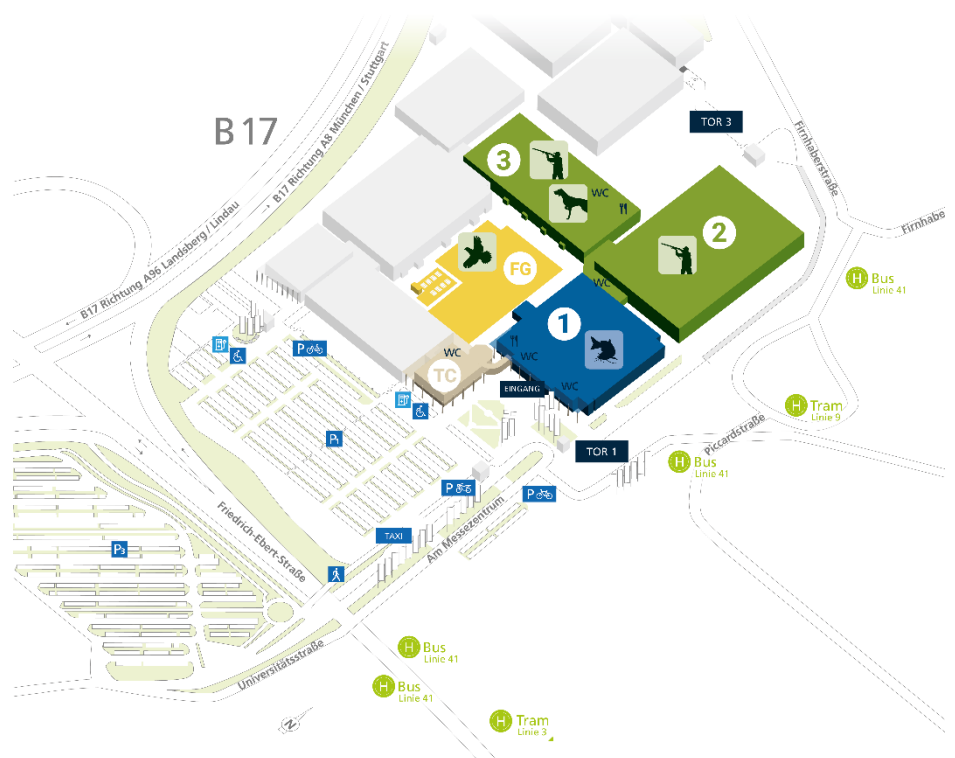 B 17
B17 Richtung A8 München / Stuttgart
B17 Richtung A96 Landsberg / Lindau
TOR 3
Firnhaberstraße
Firnhabe
3
WC
2
FG
WC
1
WC
WC
WC
TC
EINGANG
H Bus
Linie 41
H Tram
Linie 9
Piccardstraße
TOR 1
H Bus
Linie 41
P
P1
P
P
TAXI
Am Messezentrum
Friedrich-Ebert-Straße
P3
Universitätsstraße
H Bus
Linie 41
H Bus
Linie 41
H Tram
Linie 3
N